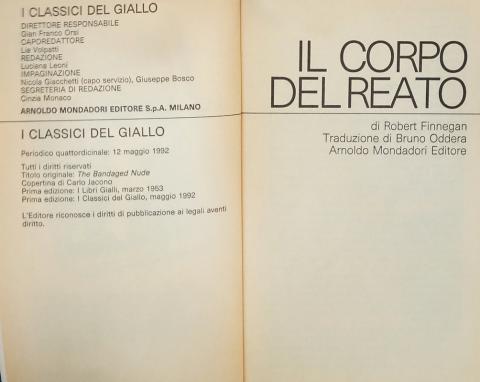 I CLASSICI DEL GIALLO
DIRETTORE RESPONSABILE
Gian Franco Orsi
CAPOREDATTORE
Lia Volpatti
REDAZIONE
Luciana Leoni
IMPAGINAZIONE
Nicola Giacchetti (capo servizio), Giuseppe Bosco
SEGRETERIA DI REDAZIONE
Cinzia Monaco
ARNOLDO MONDADORI EDITORE S.p.A. MILANO
I CLASSICI DEL GIALLO
Periodico quattordicinale: 12 maggio 1992
Tutti i diritti riservati
Titolo originale: The Bandaged Nude
Copertina di Carlo Jacono
Prima edizione: I Libri Gialli, marzo 1953
Prima edizione: I Classici del Giallo, maggio 1992
L'Editore riconosce i diritti di pubblicazione ai legali aventi
diritto.
IL CORPO
DEL REATO
di Robert Finnegan
Traduzione di Bruno Oddera
Arnoldo Mondadori Editore